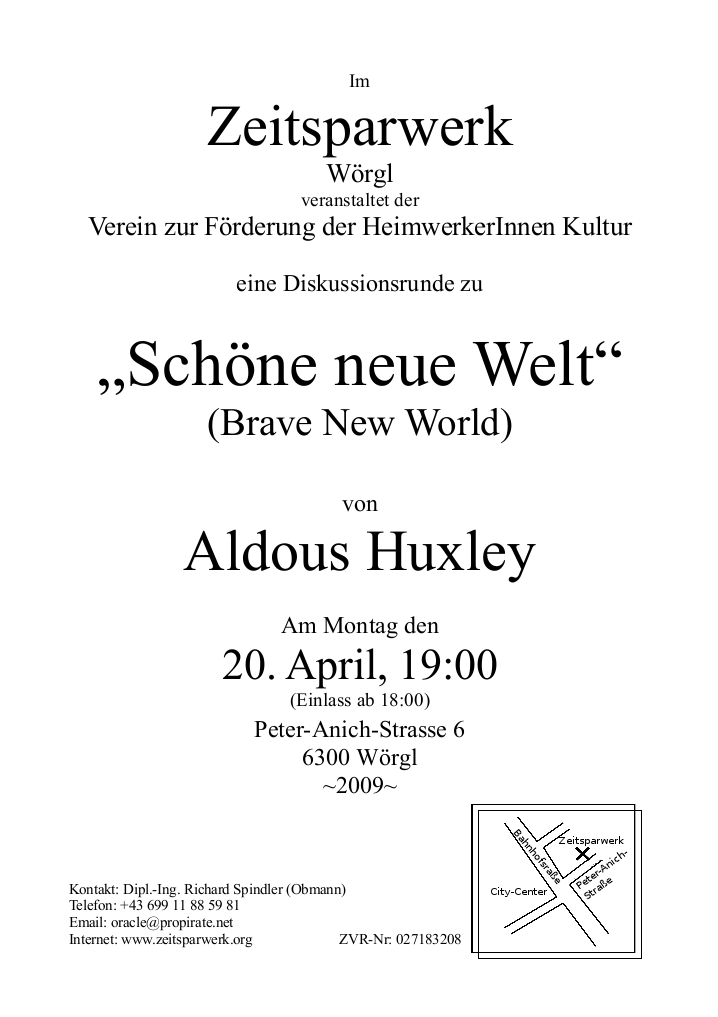 Im
Zeitsparwerk
Wörgl
veranstaltet der
Verein zur Förderung der HeimwerkerInnen Kultur
eine Diskussionsrunde zu
„Schöne neue Welt“
(Brave New World)
von
Aldous Huxley
Am Montag den
20. April, 19:00
(Einlass ab 18:00)
Peter-Anich-Strasse 6
6300 Wörgl
~2009~
Bahnhofsraße
Zeitsparwerk
City-Center
Peter-Anich-
Straße
Kontakt: Dipl.-Ing. Richard Spindler (Obmann)
Telefon: +43 699 11 88 59 81
Email: oracle@propirate.net
Internet: www.zeitsparwerk.org ZVR-Nr: 027183208